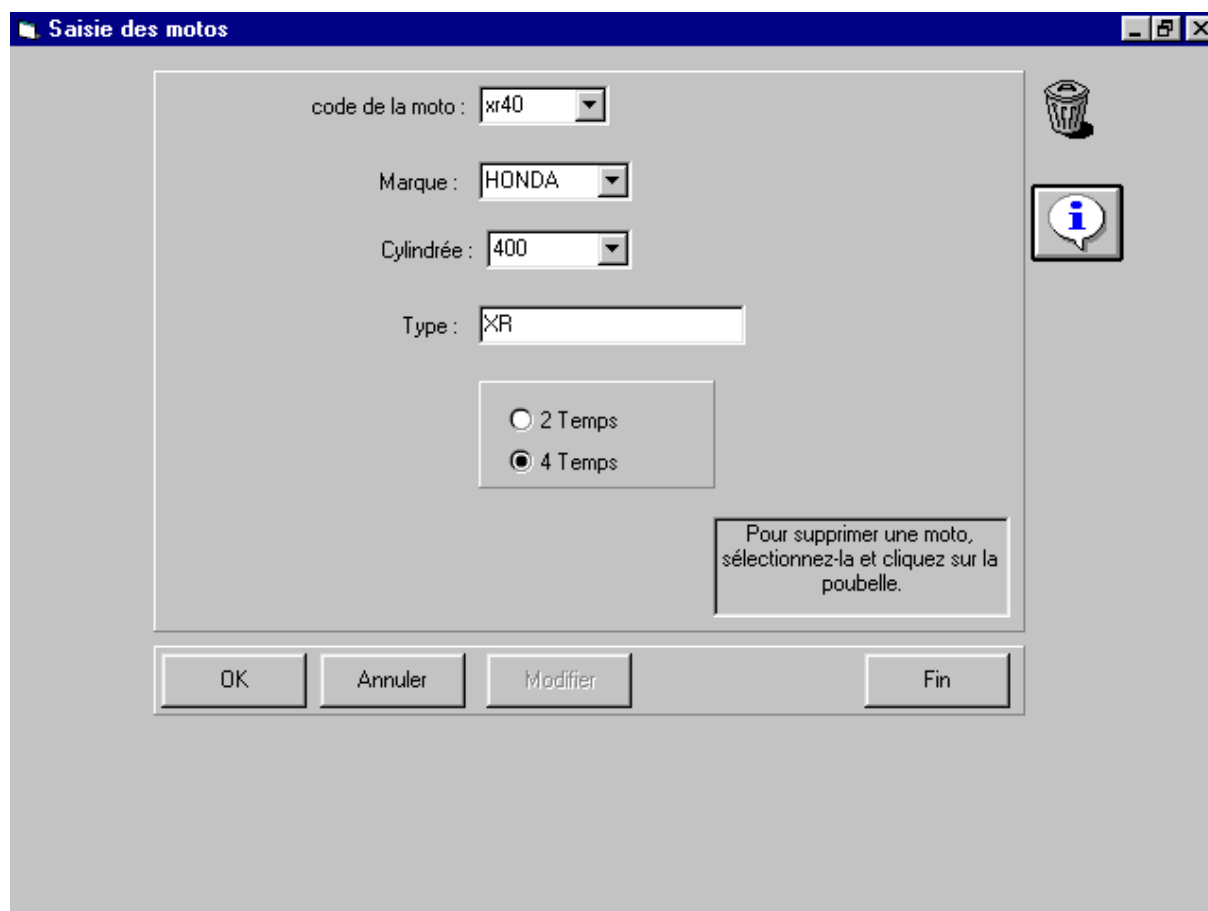 Saisie des motos
code de la moto : xr40
Marque : HONDA
Cylindrée : 400
Type : XR
2 Temps
4 Temps
Pour supprimer une moto,
sélectionnez-la et cliquez sur la
poubelle.
OK Annuler Modifier Fin